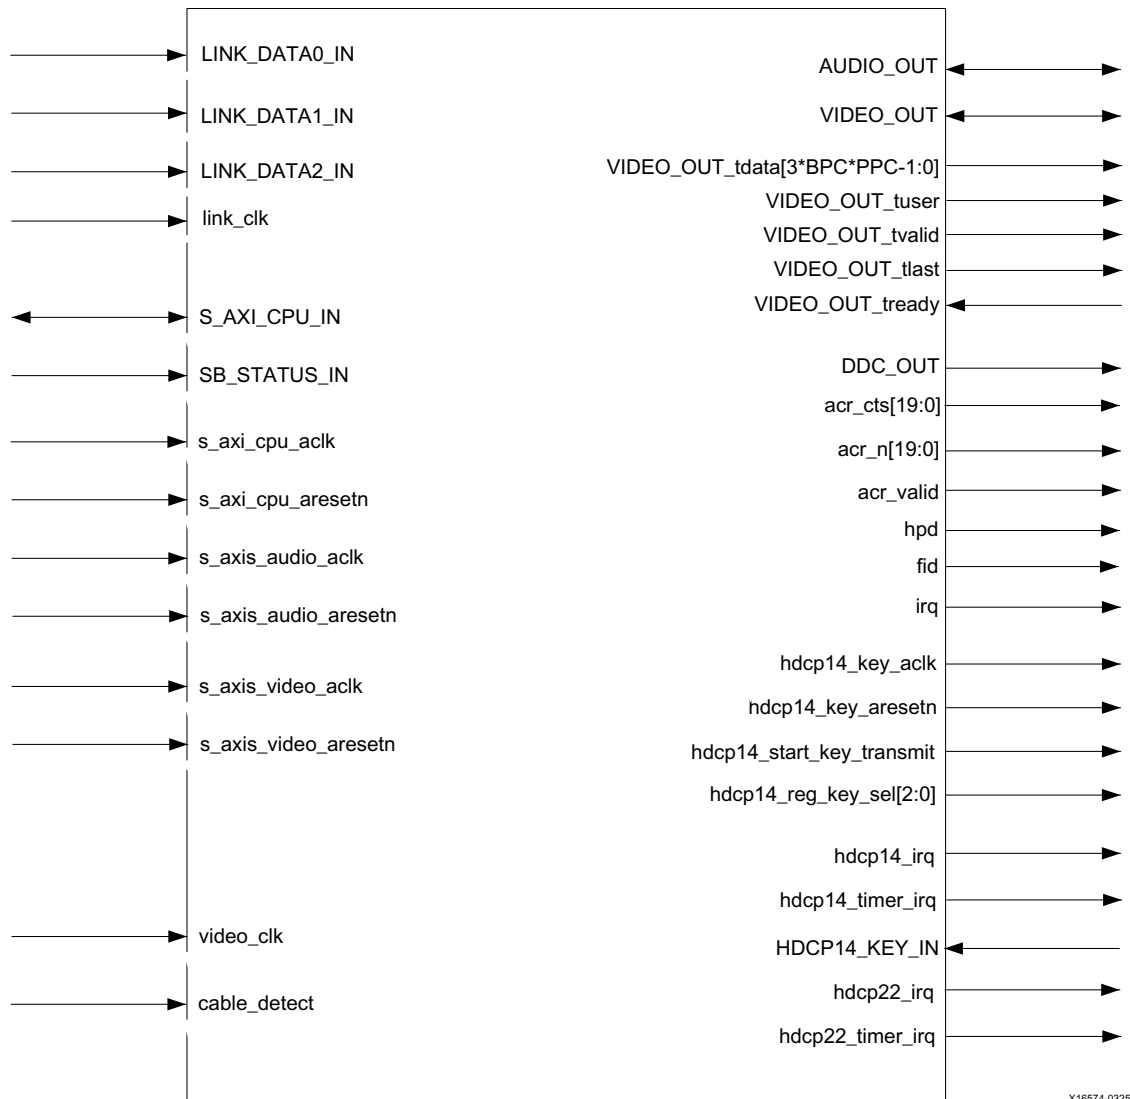 LINK_DATA0_IN
LINK_DATA1_IN
LINK_DATA2_IN
link_clk
S_AXI_CPU_IN
SB_STATUS_IN
s_axi_cpu_aclk
s_axi_cpu_aresetn
s_axis_audio_aclk
s_axis_audio_aresetn
s_axis_video_aclk
s_axis_video_aresetn
video_clk
cable_detect
AUDIO_OUT
VIDEO_OUT
VIDEO_OUT_tdata[3*BPC*PPC-1:0]
VIDEO_OUT_tuser
VIDEO_OUT_tvalid
VIDEO_OUT_tlast
VIDEO_OUT_tready
DDC_OUT
acr_cts[19:0]
acr_n[19:0]
acr_valid
hpd
fid
irq
hdcp14_key_aclk
hdcp14_key_aresetn
hdcp14_start_key_transmit
hdcp14_reg_key_sel[2:0]
hdcp14_irq
hdcp14_timer_irq
HDCP14_KEY_IN
hdcp22_irq
hdcp22_timer_irq
X16574-0325